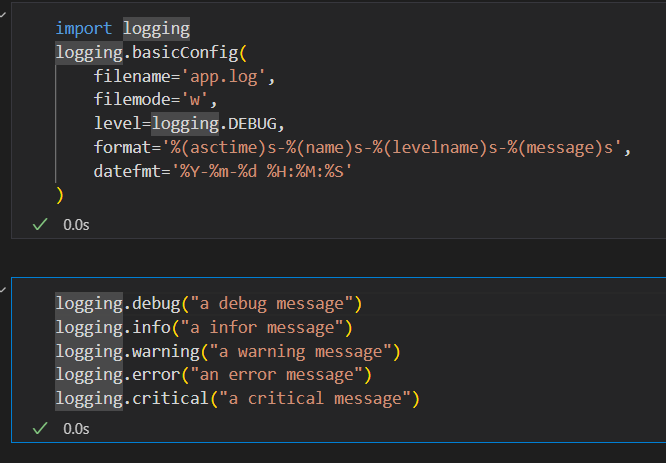 import logging
logging.basicConfig(
    filename='app.log',
    filemode='w',
    level=logging.DEBUG,
    format='%(asctime)s-%(name)s-%(levelname)s-%(message)s',
    datefmt='%Y-%m-%d %H:%M:%S'
)
0.0s
logging.debug("a debug message")
logging.info("a infor message")
logging.warning("a warning message")
logging.error("an error message")
logging.critical("a critical message")
0.0s